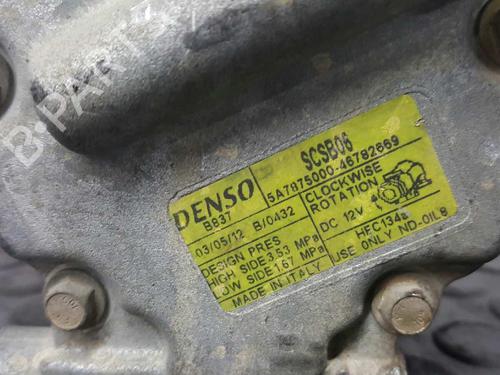 B-PARTS
DENSO
B837
SCSB06
5A7875000-46782669
03/05/12 B/0432
CLOCKWISE
ROTATION
DC 12V
DESIGN PRES
HIGH SIDE 3.53 MPa
LOW SIDE 1.67 MPa
HFC134a
USE ONLY ND-OIL8
MADE IN ITALY